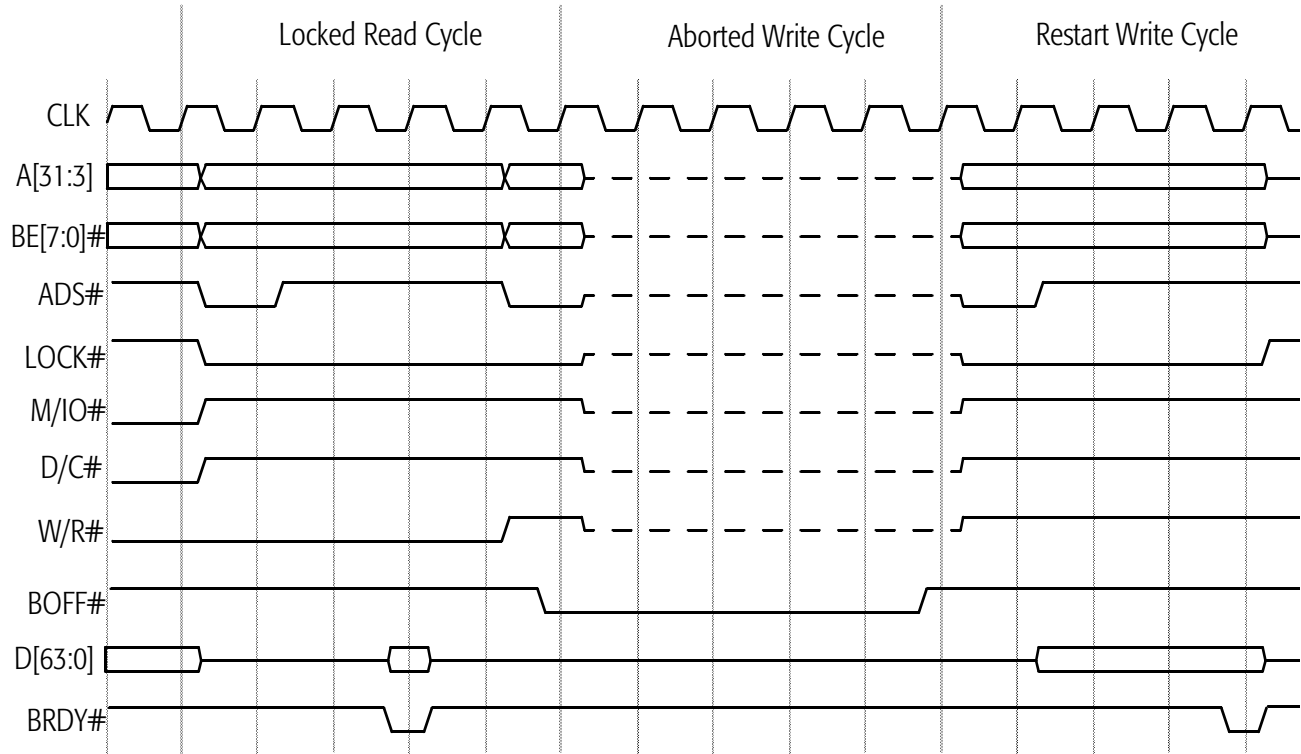 Locked Read Cycle Aborted Write Cycle Restart Write Cycle
CLK
A[31:3]
BE[7:0]#
ADS#
LOCK#
M/IO#
D/C#
W/R#
BOFF#
D[63:0]
BRDY#